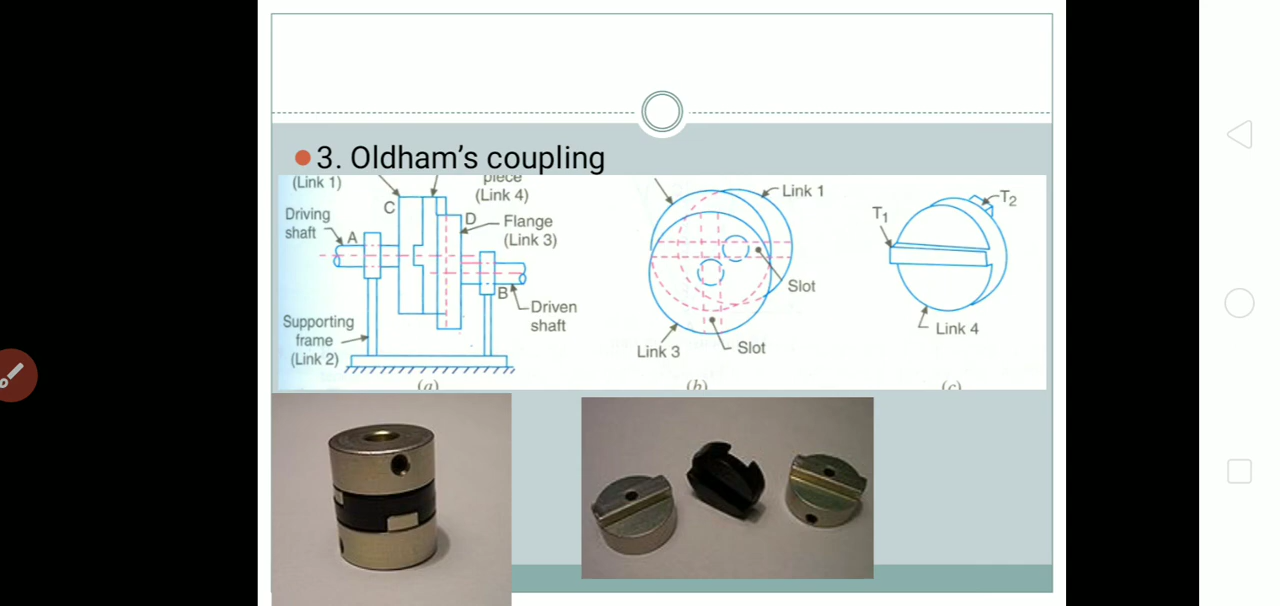 3. Oldham's coupling
(Link 1)
piece
(Link 4)
Driving
shaft
A
C
D
Flange
(Link 3)
B
Driven
shaft
Supporting
frame
(Link 2)
(a)
Link 1
Slot
Link 3
Slot
(b)
T1
T2
Link 4
(c)